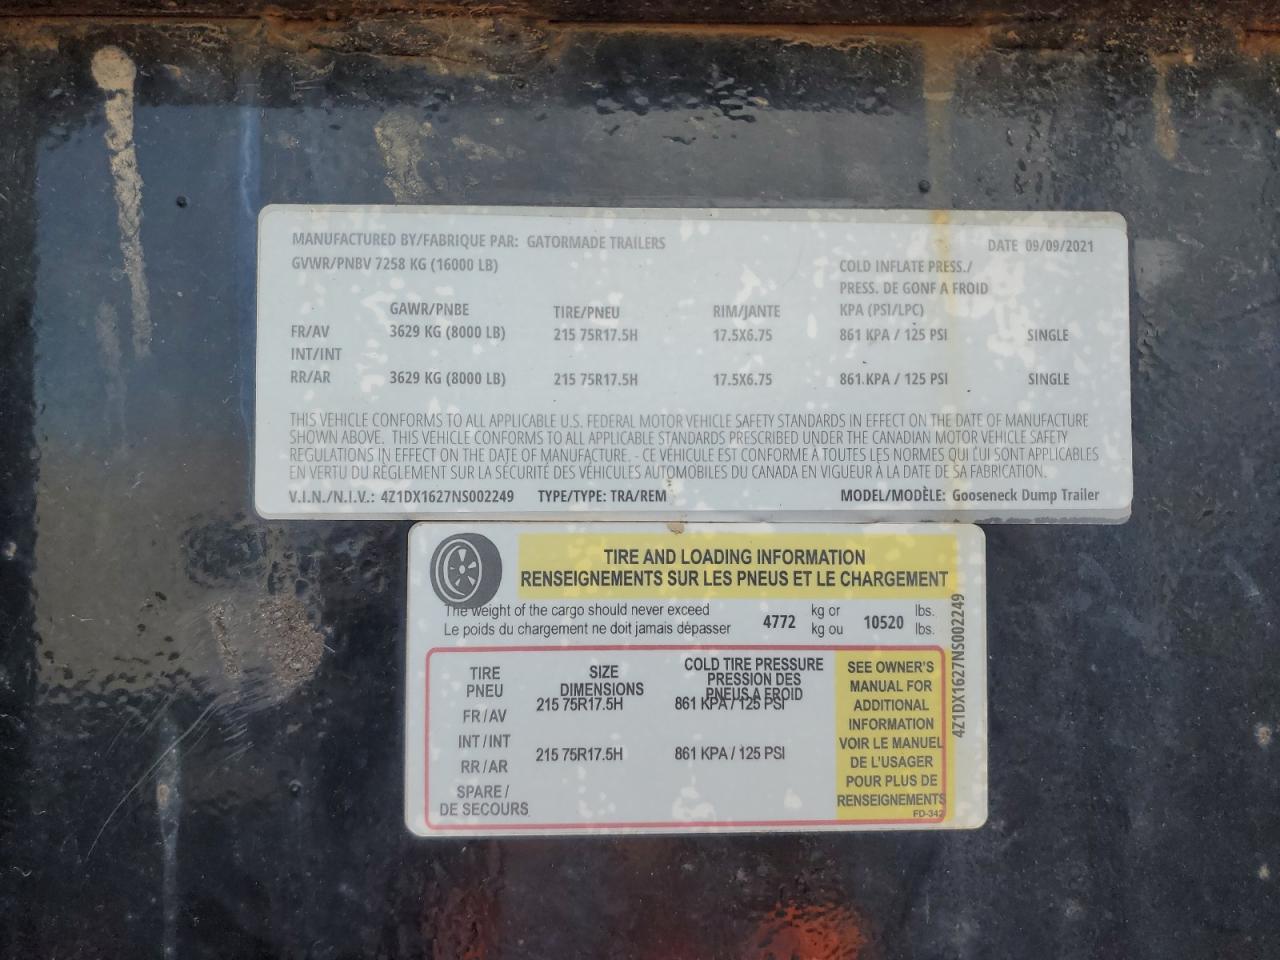 MANUFACTURED BY/FABRIQUE PAR: GATORMADE TRAILERS DATE 09/09/2021
GVWR/PNBV 7258 KG (16000 LB) COLD INFLATE PRESS./
PRESS. DE GONF A FROID
GAWR/PNBE TIRE/PNEU RIM/JANTE KPA (PSI/LPC)
FR/AV 3629 KG (8000 LB) 215 75R17.5H 17.5X6.75 861 KPA / 125 PSI SINGLE
INT/INT
RR/AR 3629 KG (8000 LB) 215 75R17.5H 17.5X6.75 861 KPA / 125 PSI SINGLE
THIS VEHICLE CONFORMS TO ALL APPLICABLE U.S. FEDERAL MOTOR VEHICLE SAFETY STANDARDS IN EFFECT ON THE DATE OF MANUFACTURE
SHOWN ABOVE. THIS VEHICLE CONFORMS TO ALL APPLICABLE STANDARDS PRESCRIBED UNDER THE CANADIAN MOTOR VEHICLE SAFETY
REGULATIONS IN EFFECT ON THE DATE OF MANUFACTURE. - CE VÉHICULE EST CONFORME À TOUTES LES NORMES QUI LUI SONT APPLICABLES
EN VERTU DU RÈGLEMENT SUR LA SÉCURITÉ DES VÉHICULES AUTOMOBILES DU CANADA EN VIGUEUR À LA DATE DE SA FABRICATION.
V.I.N./N.I.V.: 4Z1DX1627NS002249 TYPE/TYPE: TRA/REM MODEL/MODÈLE: Gooseneck Dump Trailer
TIRE AND LOADING INFORMATION
RENSEIGNEMENTS SUR LES PNEUS ET LE CHARGEMENT
The weight of the cargo should never exceed 4772 kg or 10520 lbs.
Le poids du chargement ne doit jamais dépasser kg ou lbs.
TIRE SIZE COLD TIRE PRESSURE
PNEU DIMENSIONS PRESSION DES
PNEUS A FROID
FR / AV 215 75R17.5H 861 KPA / 125 PSI
INT / INT
RR / AR 215 75R17.5H 861 KPA / 125 PSI
SPARE /
DE SECOURS
SEE OWNER'S
MANUAL FOR
ADDITIONAL
INFORMATION
VOIR LE MANUEL
DE L'USAGER
POUR PLUS DE
RENSEIGNEMENTS
FD-342
4Z1DX1627NS002249